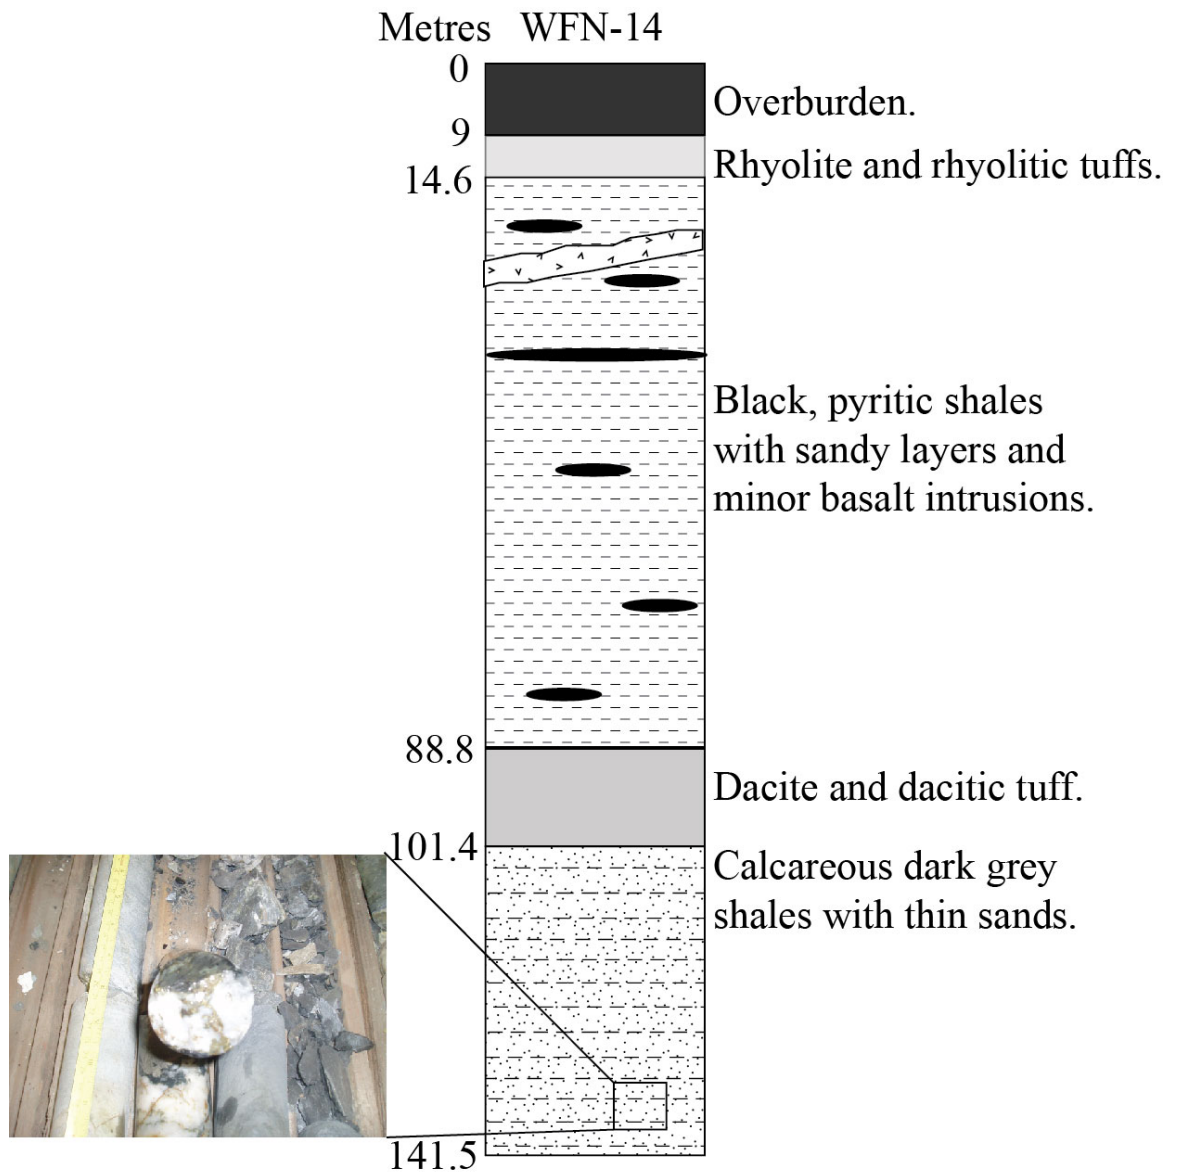 Metres WFN-14
0
Overburden.
9
Rhyolite and rhyolitic tuffs.
14.6
Black, pyritic shales
with sandy layers and
minor basalt intrusions.
88.8
Dacite and dacitic tuff.
101.4
Calcareous dark grey
shales with thin sands.
141.5